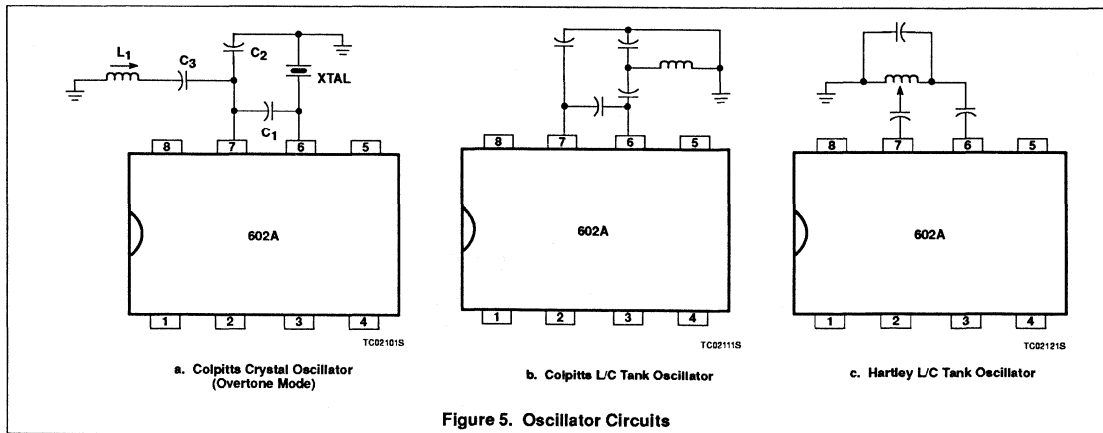 L1
C3
C2
XTAL
C1
8 7 6 5
602A
1 2 3 4
TC02101S
a. Colpitts Crystal Oscillator
(Overtone Mode)
8 7 6 5
602A
1 2 3 4
TC02111S
b. Colpitts L/C Tank Oscillator
8 7 6 5
602A
1 2 3 4
TC02121S
c. Hartley L/C Tank Oscillator
Figure 5. Oscillator Circuits